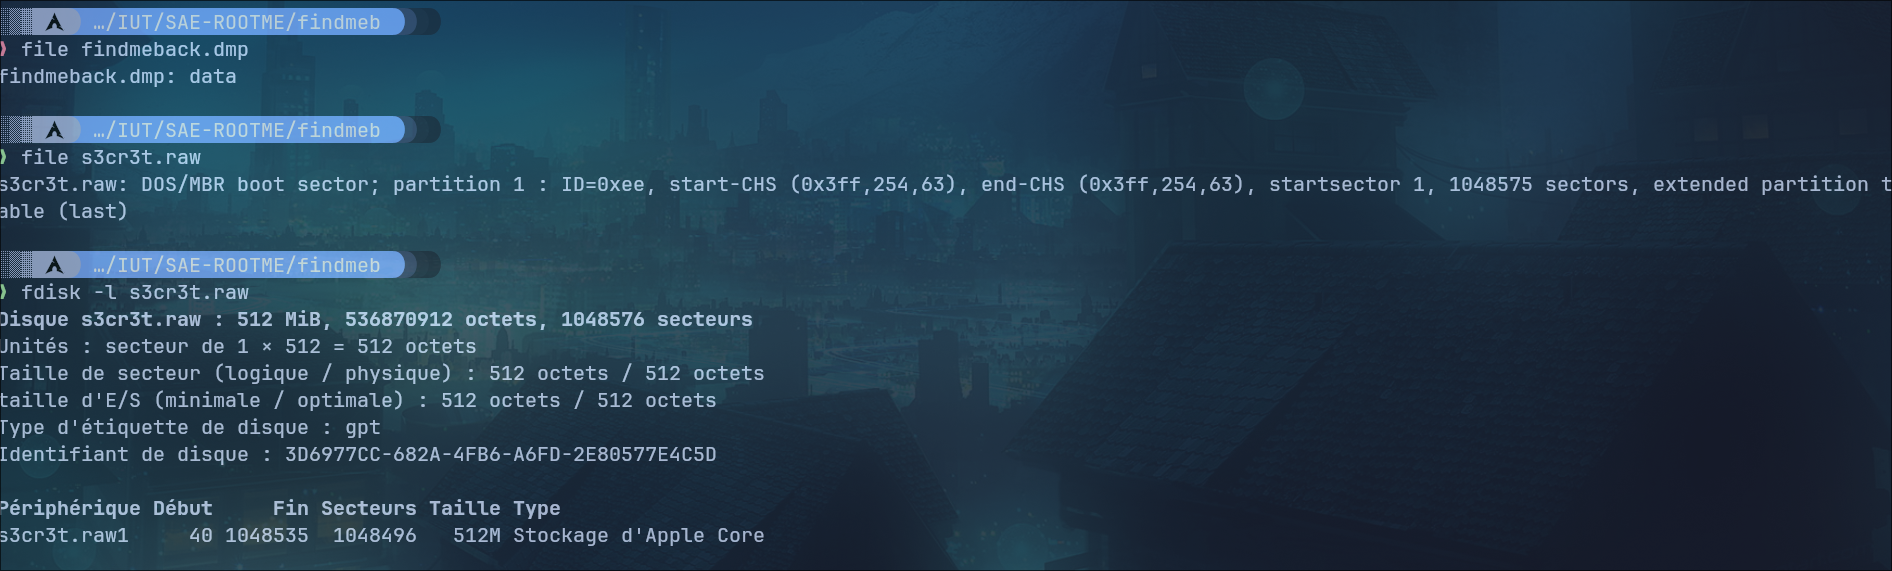 …/IUT/SAE-ROOTME/findmeb
❯ file findmeback.dmp
findmeback.dmp: data
…/IUT/SAE-ROOTME/findmeb
❯ file s3cr3t.raw
s3cr3t.raw: DOS/MBR boot sector; partition 1 : ID=0xee, start-CHS (0x3ff,254,63), end-CHS (0x3ff,254,63), startsector 1, 1048575 sectors, extended partition t
able (last)
…/IUT/SAE-ROOTME/findmeb
❯ fdisk -l s3cr3t.raw
Disque s3cr3t.raw : 512 MiB, 536870912 octets, 1048576 secteurs
Unités : secteur de 1 × 512 = 512 octets
Taille de secteur (logique / physique) : 512 octets / 512 octets
taille d'E/S (minimale / optimale) : 512 octets / 512 octets
Type d'étiquette de disque : gpt
Identifiant de disque : 3D6977CC-682A-4FB6-A6FD-2E80577E4C5D
Périphérique Début     Fin Secteurs Taille Type
s3cr3t.raw1     40 1048535  1048496   512M Stockage d'Apple Core